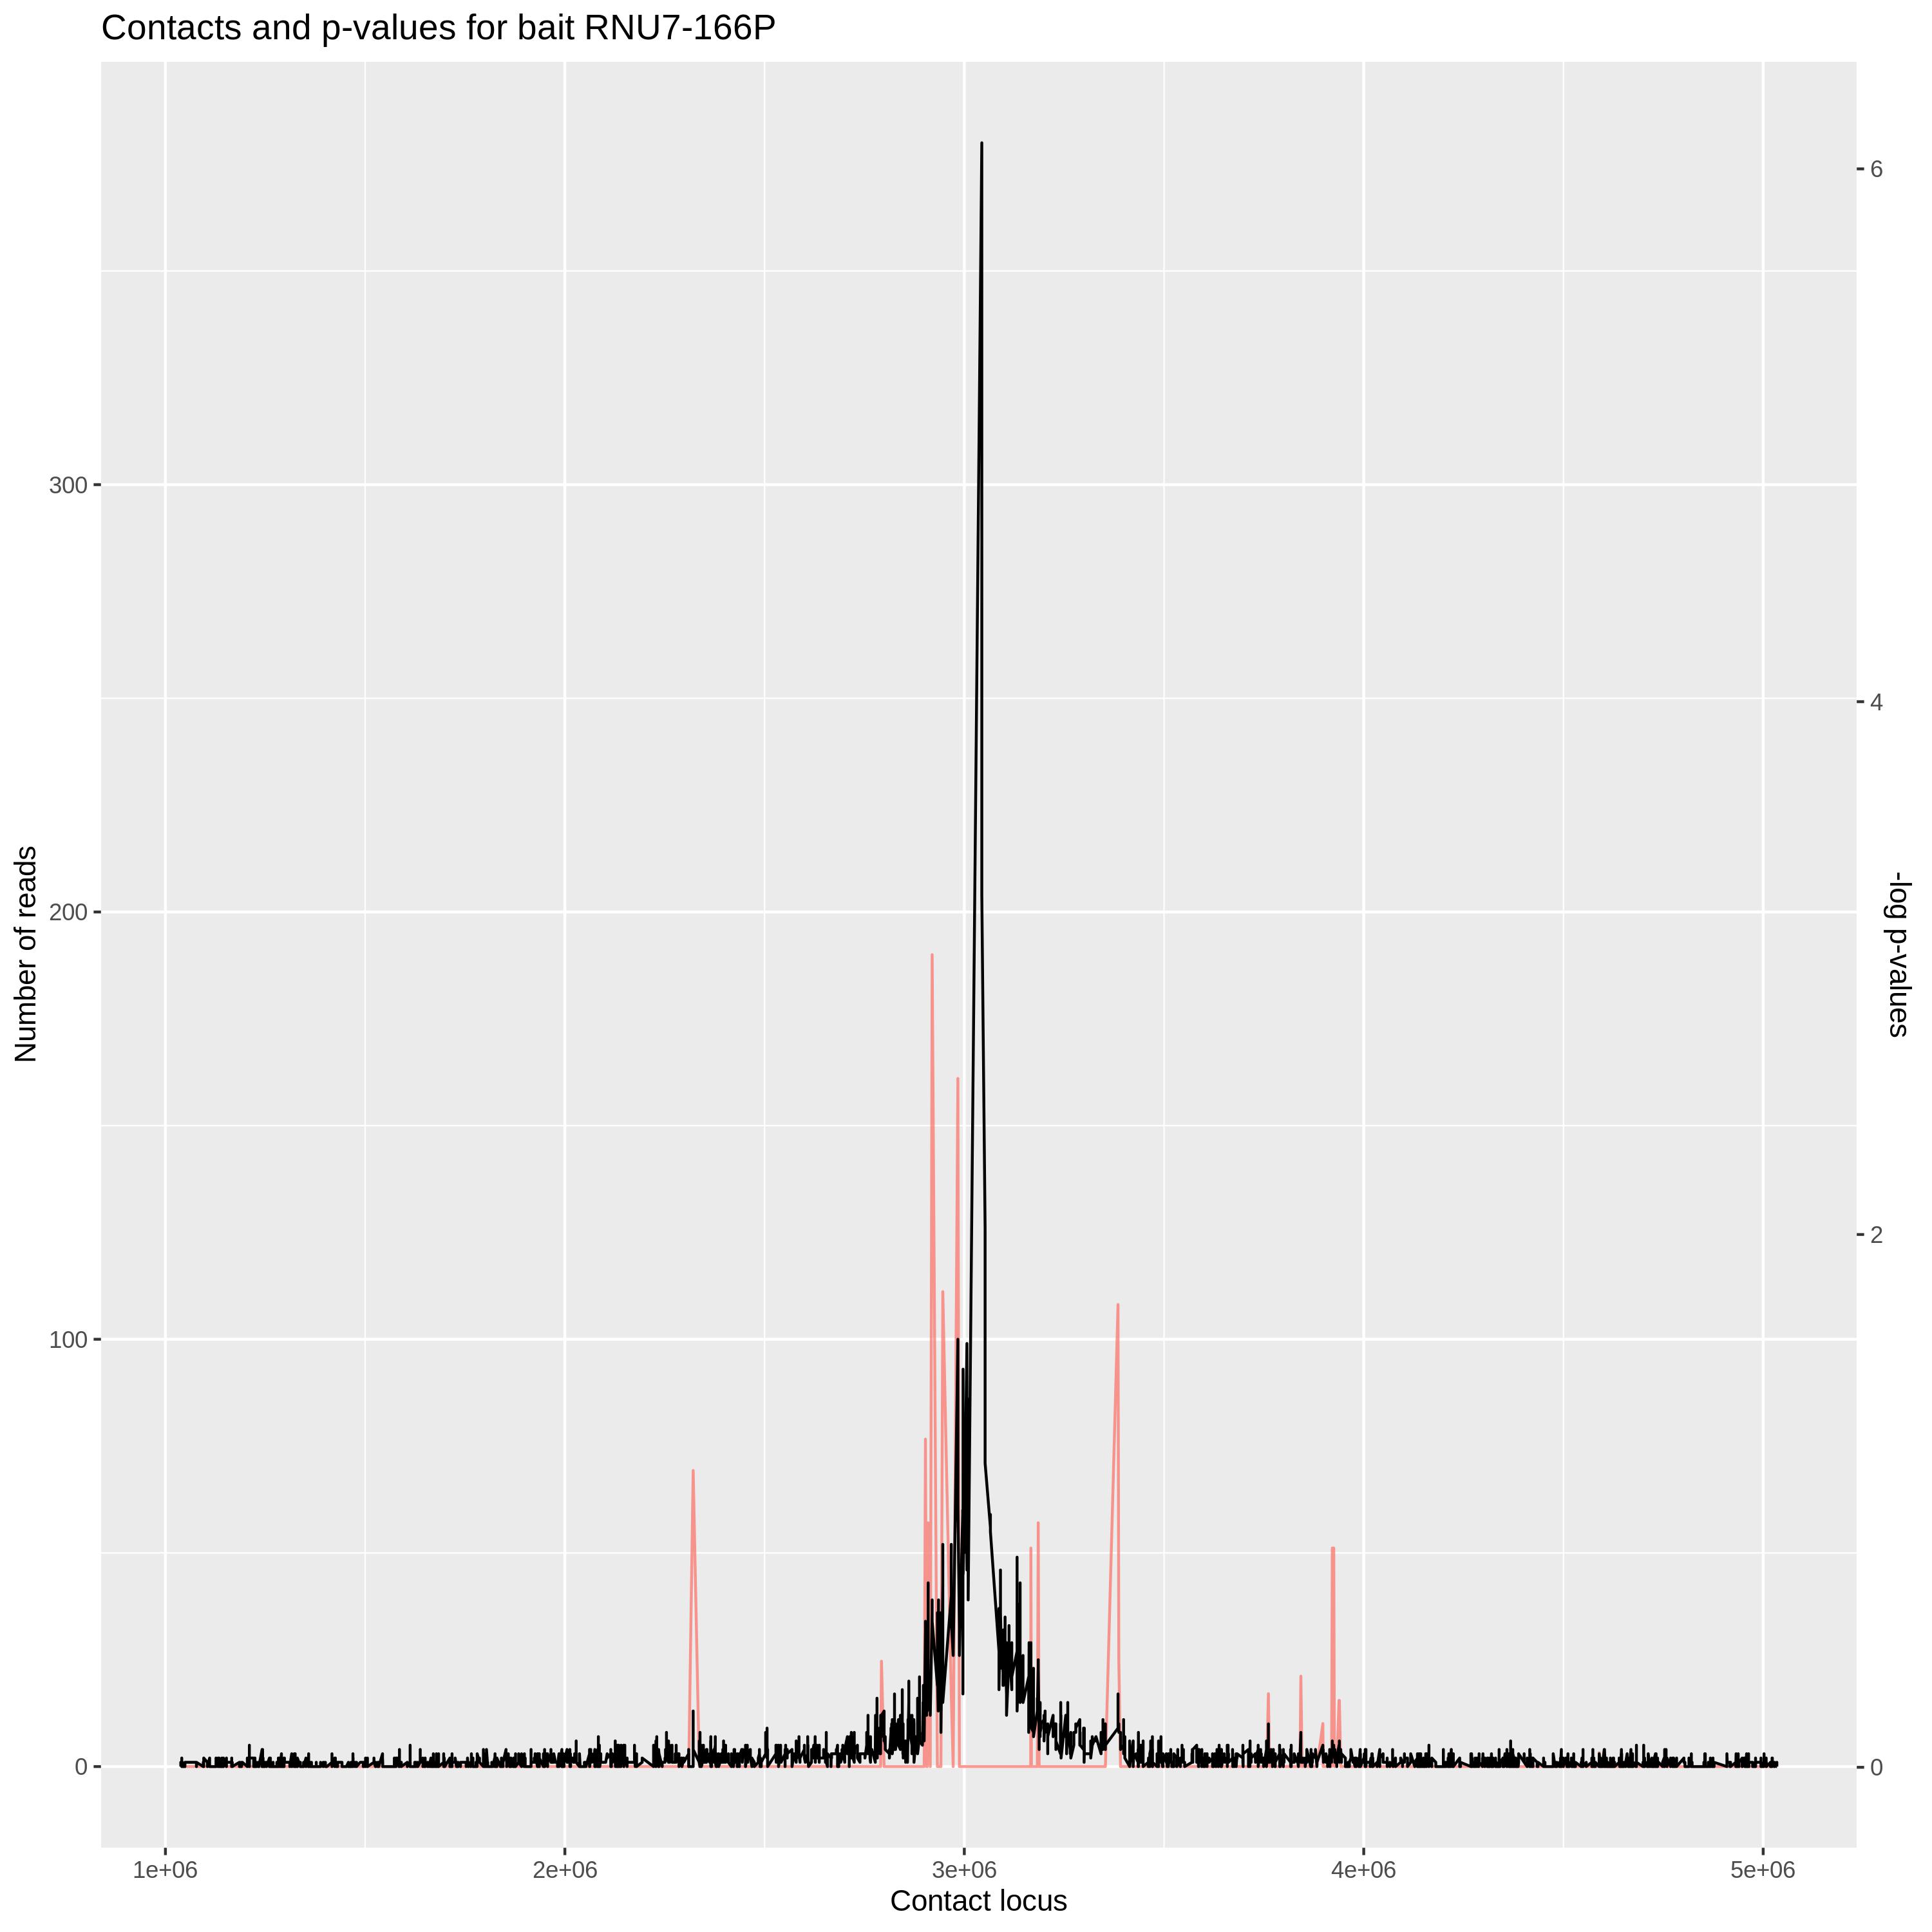 Contacts and p-values for bait RNU7-166P
300
200
100
0
6
4
2
0
Number of reads
-log p-values
1e+06
2e+06
3e+06
4e+06
5e+06
Contact locus